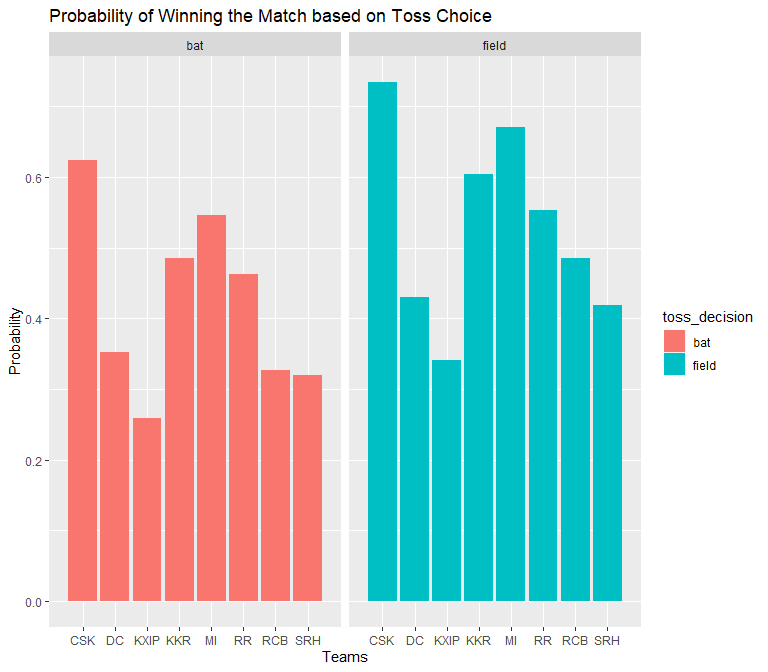 Probability of Winning the Match based on Toss Choice
bat
field
Probability
0.6
0.4
0.2
0.0
CSK DC KXIP KKR MI RR RCB SRH
CSK DC KXIP KKR MI RR RCB SRH
Teams
toss_decision
bat
field